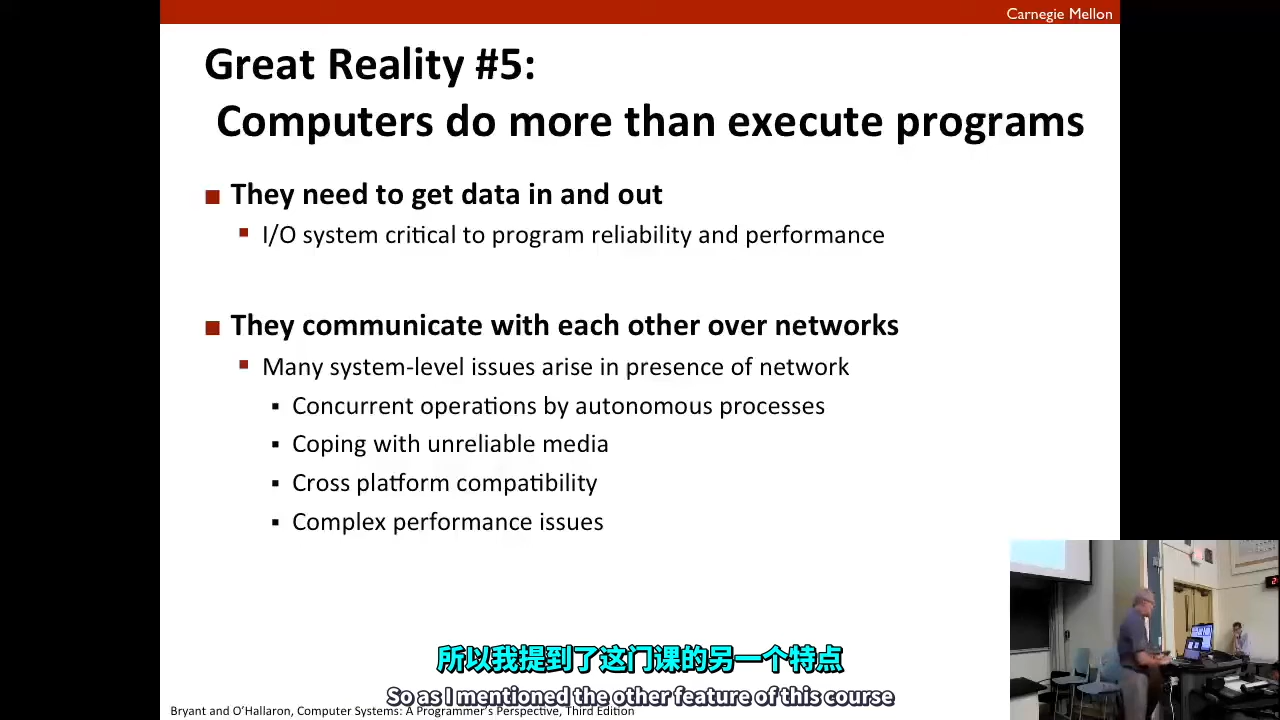 Carnegie Mellon
Great Reality #5:
Computers do more than execute programs
■ They need to get data in and out
▪ I/O system critical to program reliability and performance
■ They communicate with each other over networks
▪ Many system-level issues arise in presence of network
▪ Concurrent operations by autonomous processes
▪ Coping with unreliable media
▪ Cross platform compatibility
▪ Complex performance issues
所以我提到了这门课的另一个特点
So as I mentioned the other feature of this course
Bryant and O'Hallaron, Computer Systems: A Programmer's Perspective, Third Edition